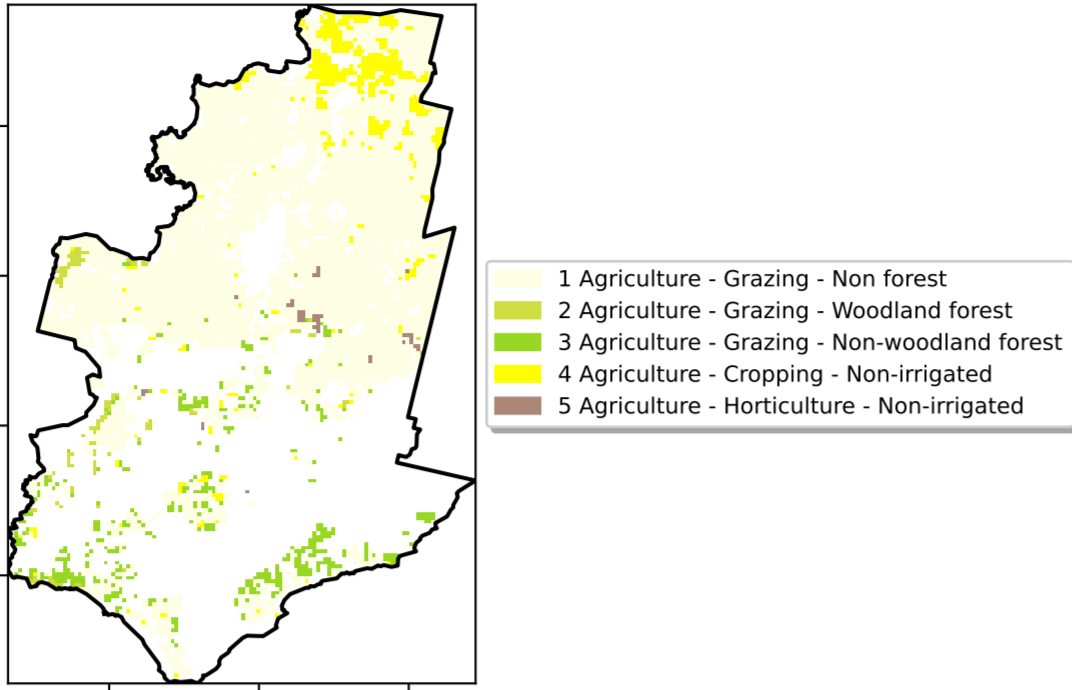 1 Agriculture - Grazing - Non forest
2 Agriculture - Grazing - Woodland forest
3 Agriculture - Grazing - Non-woodland forest
4 Agriculture - Cropping - Non-irrigated
5 Agriculture - Horticulture - Non-irrigated